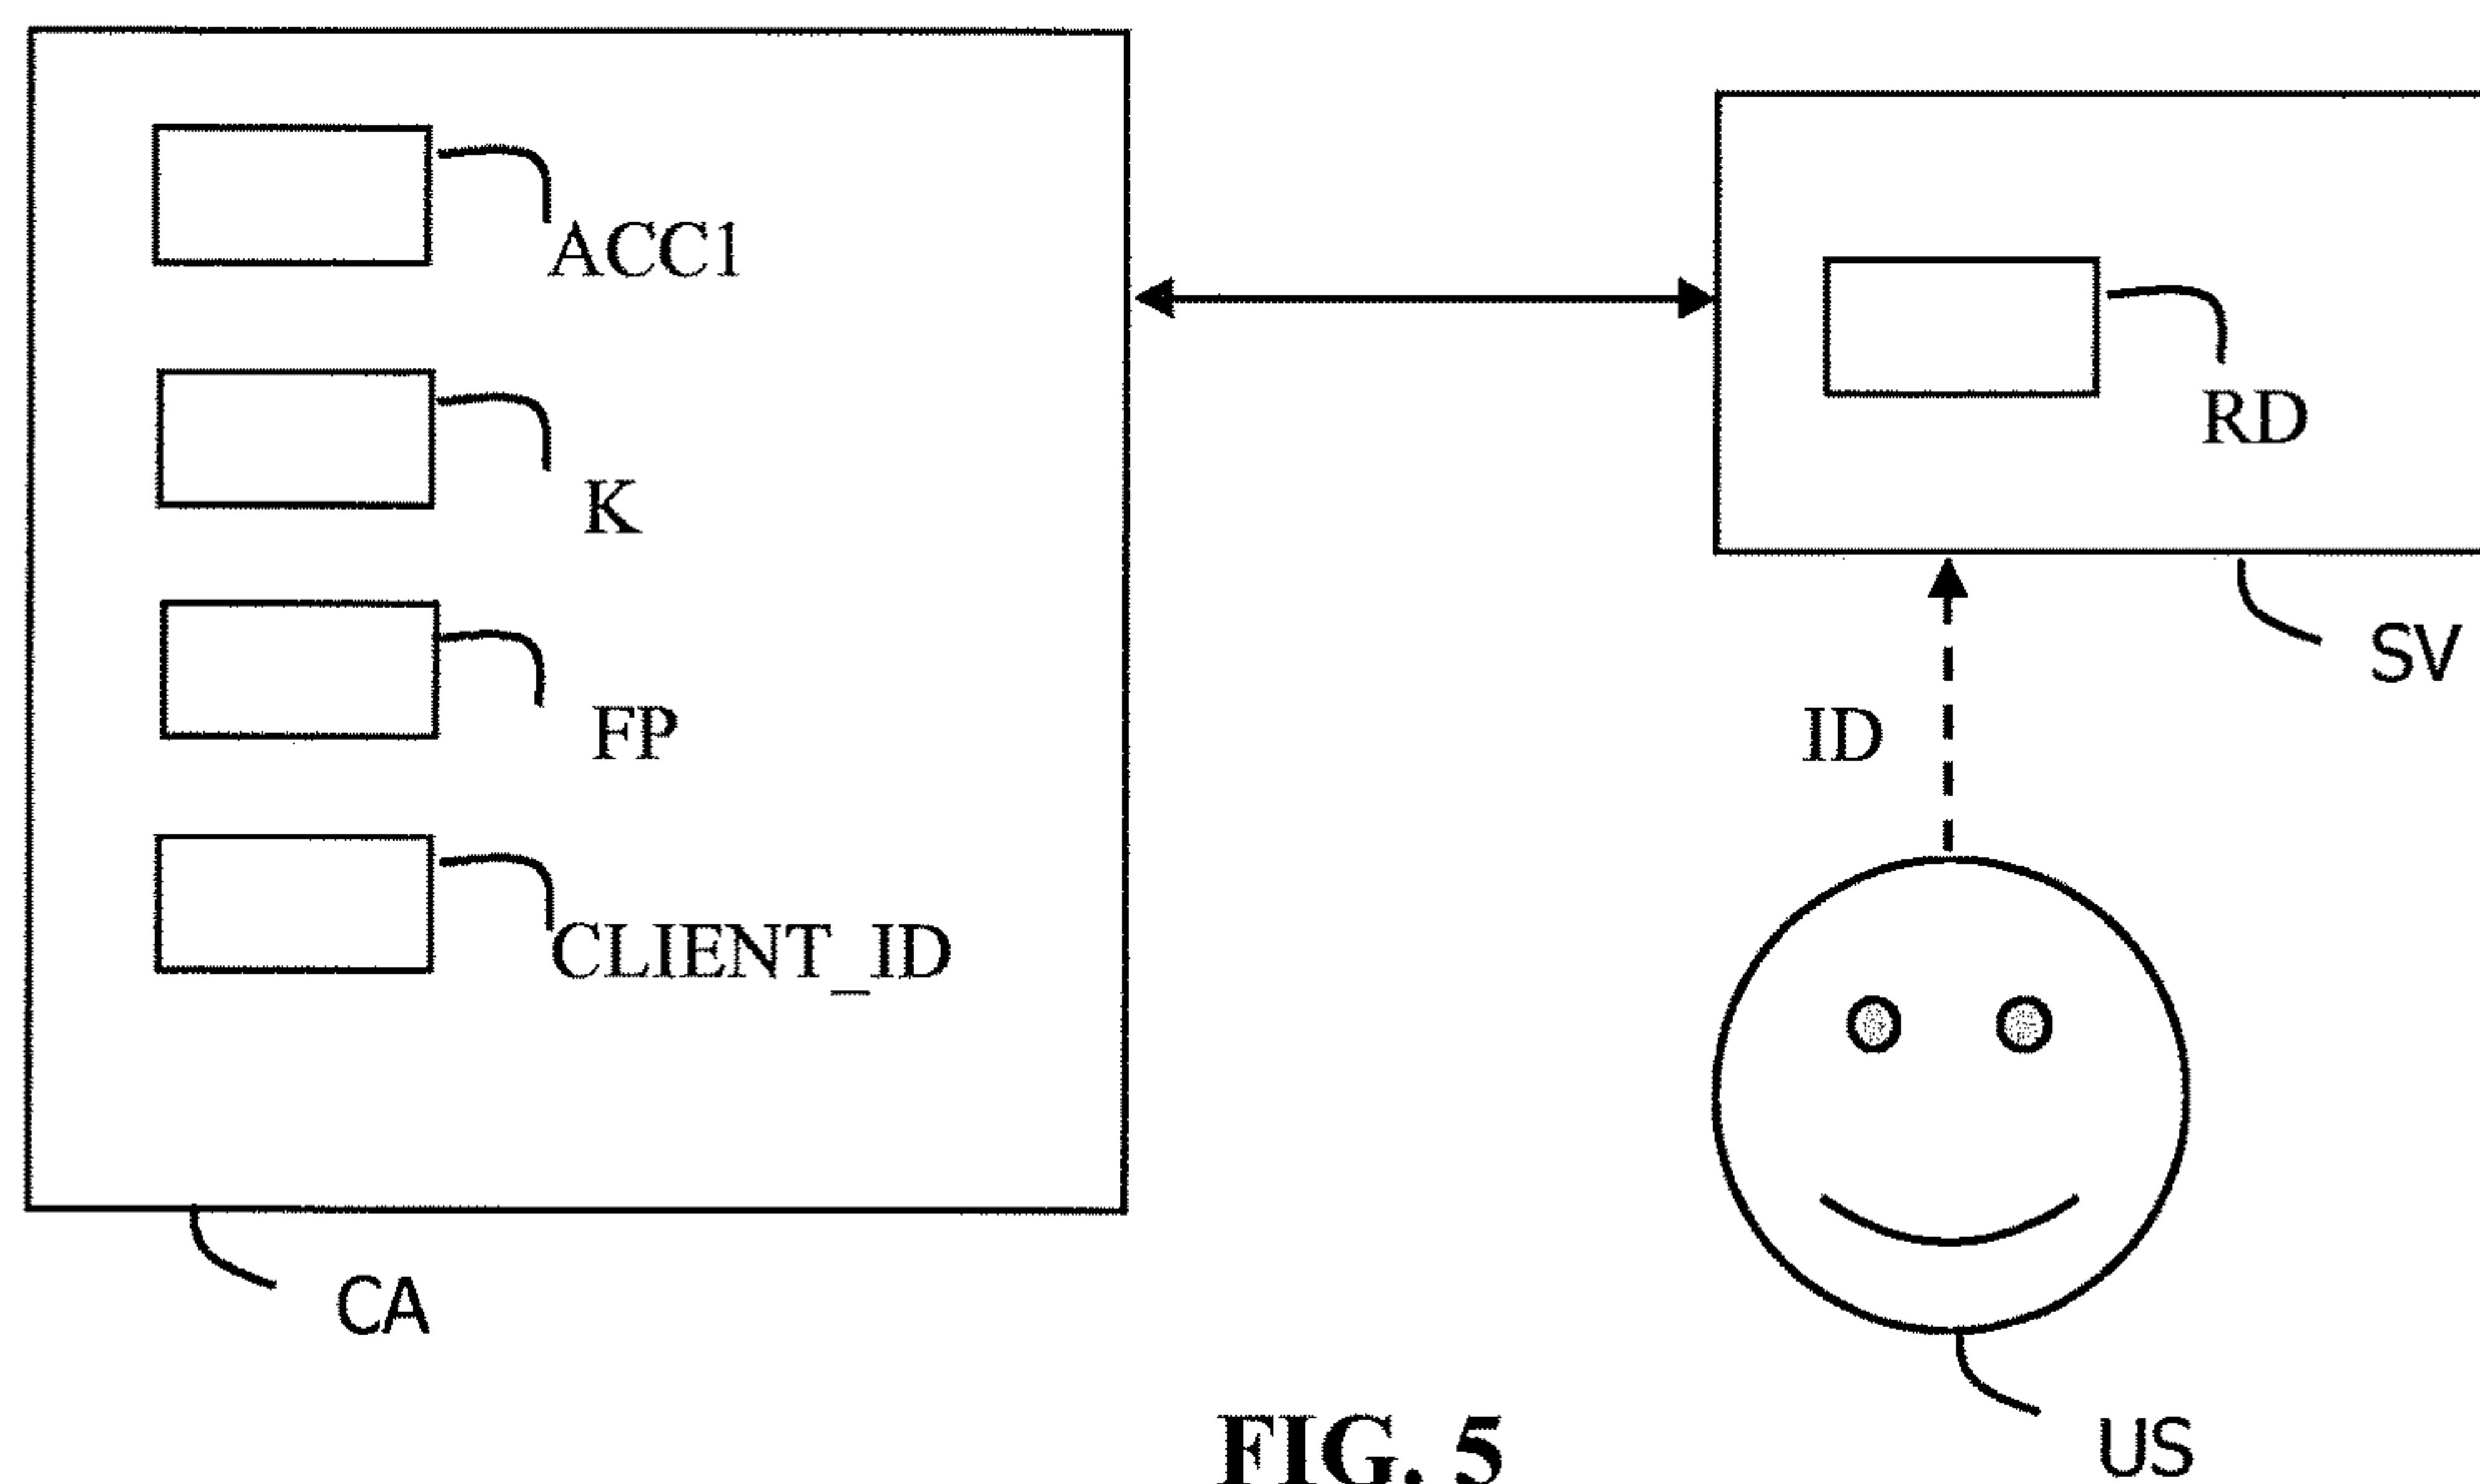 ACC1
K
FP
CLIENT_ID
CA
RD
SV
ID
US
FIG. 5